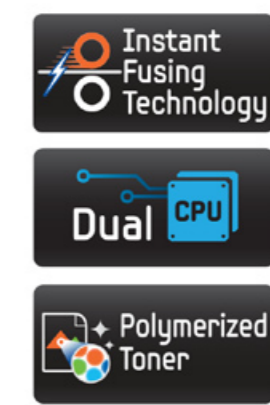 Instant
Fusing
Technology
Dual CPU
Polymerized
Toner